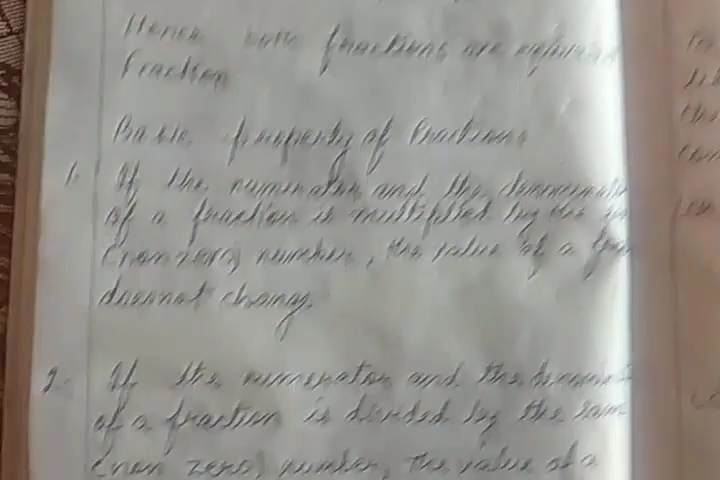 Hence both fractions are
Fraction
Basic property of Fractions
1. If the numerator and the
of a fraction is multiplied by the
(non zero) number, the value of a
doesnot change.
2. If the numerator and the
of a fraction is divided by the same
(non zero) number, the value of a